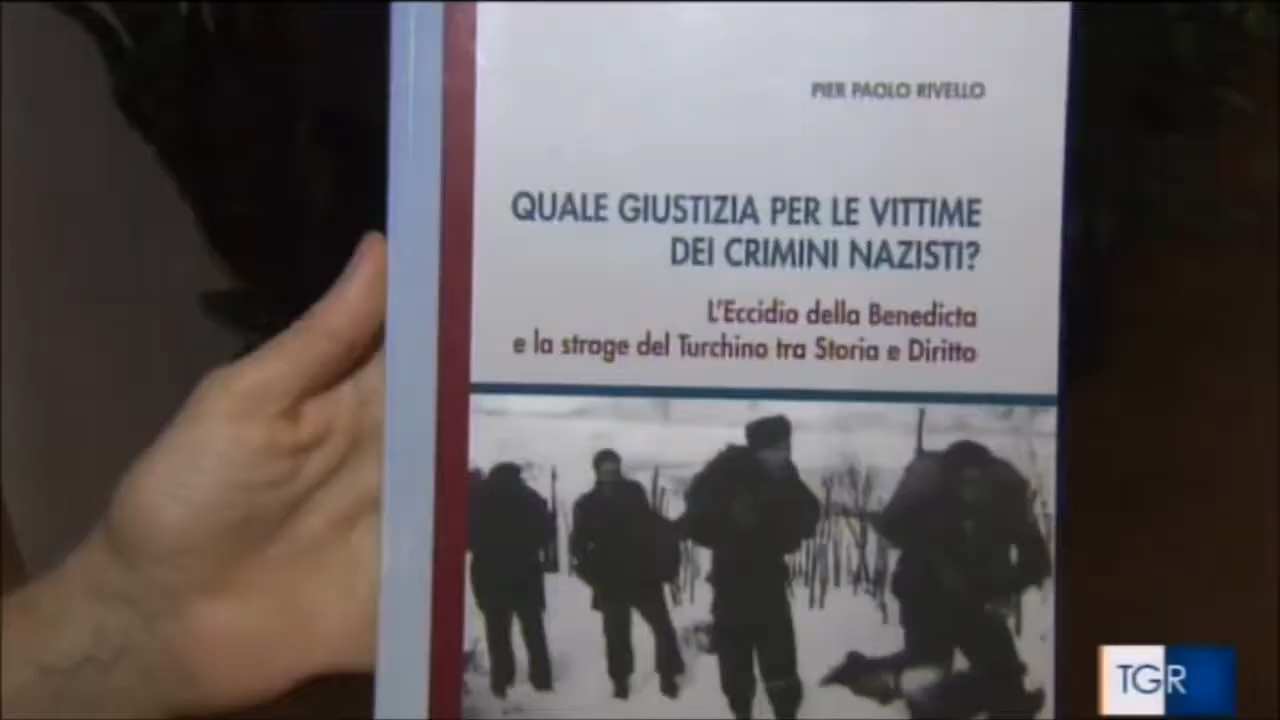 PIER PAOLO RIVELLO
QUALE GIUSTIZIA PER LE VITTIME
DEI CRIMINI NAZISTI?
L'Eccidio della Benedicta
e la strage del Turchino tra Storia e Diritto
TGR